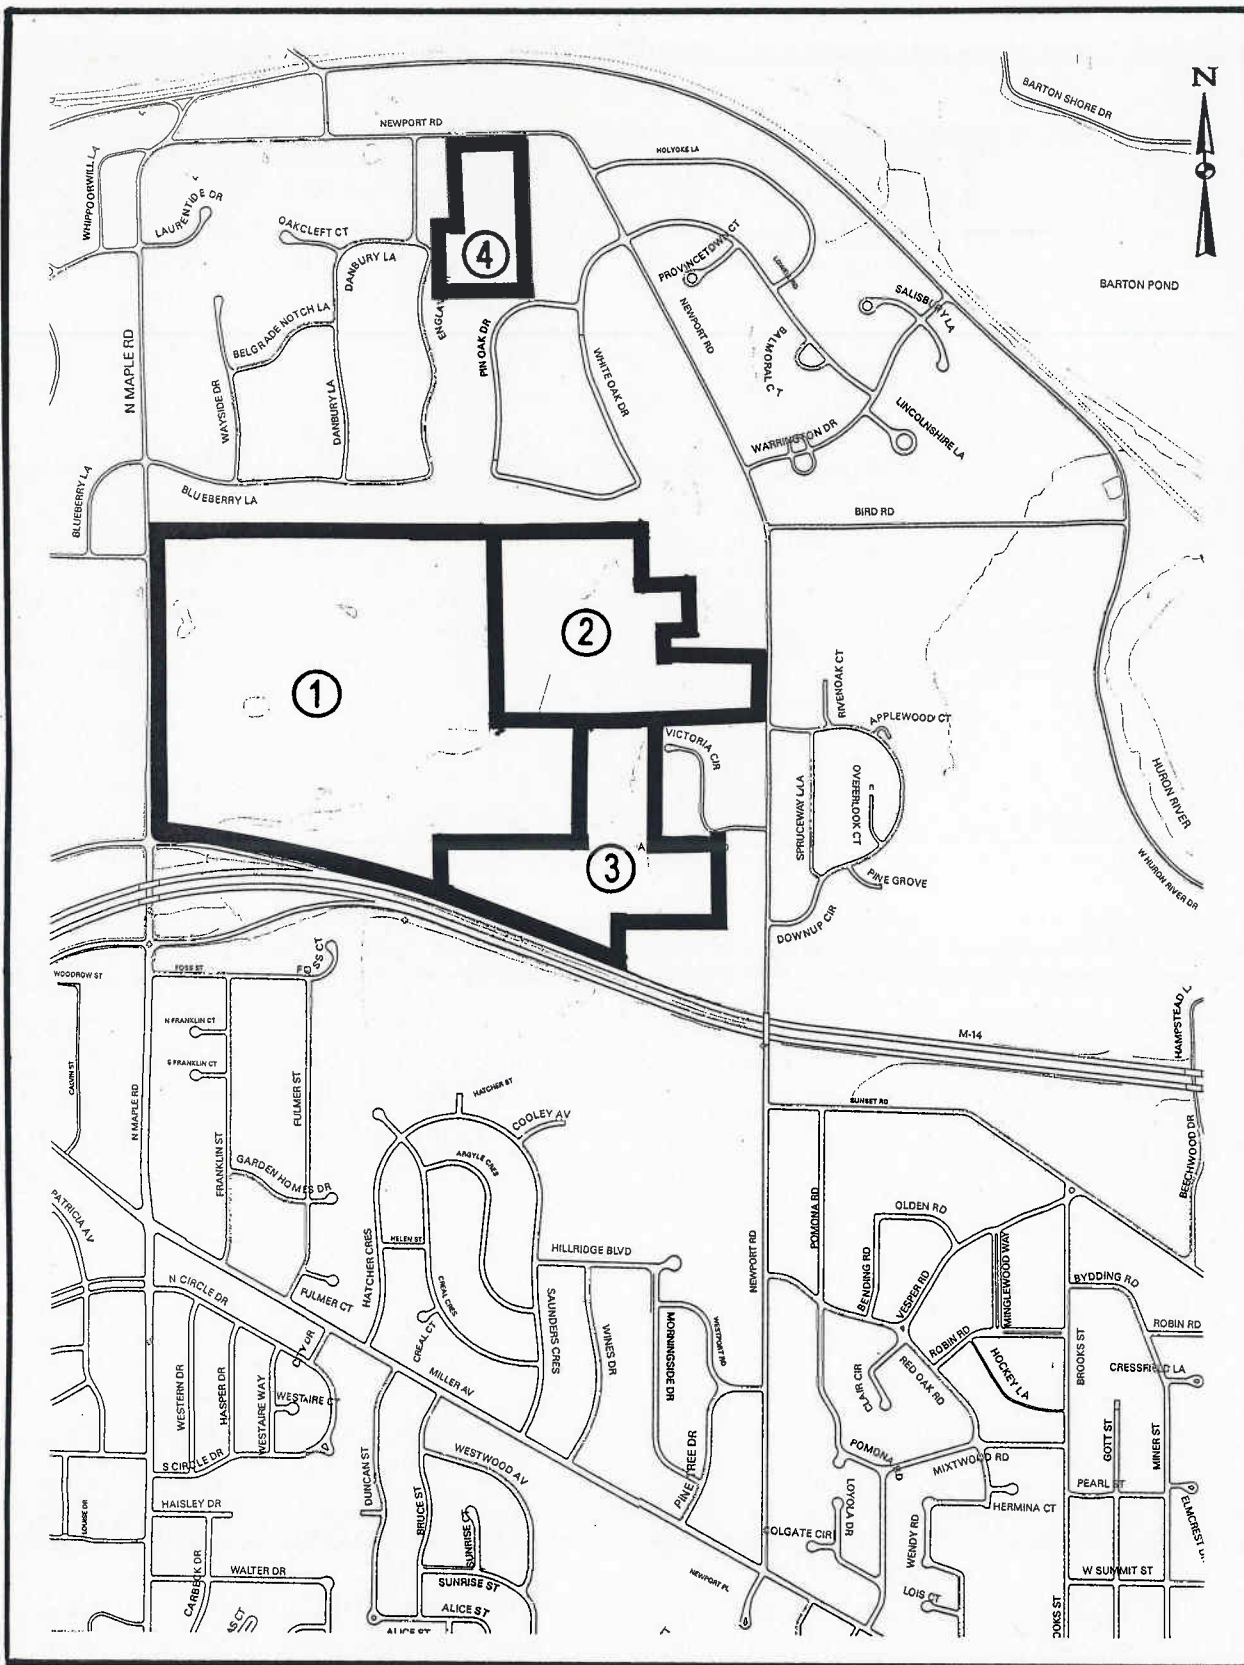 N
BARTON SHORE DR
NEWPORT RD
HOLYOKE LA
WHIPPOORWILL LA
LAURENTIDE DR
OAKCLEFT CT
DANBURY LA
4
PROVINCETOWN CT
BARTON POND
SALISBURY LA
NEWPORT RD
BELGRADE NOTCH LA
PIN OAK DR
WHITE OAK DR
BALMORAL CT
N MAPLE RD
WAYSIDE DR
DANBURY LA
LINCOLNSHIRE LA
WARRINGTON DR
BLUEBERRY LA
BLUEBERRY LA
BIRD RD
2
1
RIVENOAK CT
APPLEWOOD CT
VICTORIA CIR
SPRUCEWAY LA
OVERLOOK CT
HURON RIVER
A
3
PINE GROVE
W HURON RIVER DR
DOWNUP CIR
WOODROW ST
FOSS ST
FOSS CT
N FRANKLIN CT
S FRANKLIN CT
CALVIN ST
N MAPLE RD
FULMER ST
M-14
HAMPSTEAD L
HATCHER ST
COOLEY AV
SUNSET RD
FRANKLIN ST
GARDEN HOMES DR
ARGYLE CRES
BEECHWOOD DR
PATRICIA AV
POMONA RD
OLDEN RD
HATCHER CRES
HELEN ST
HILLRIDGE BLVD
NEWPORT RD
BENDING RD
VESPER RD
MINGLEWOOD WAY
BYDDING RD
N CIRCLE DR
FULMER CT
CREAL CRES
SAUNDERS CRES
WINES DR
MORNINGSIDE DR
WESTPORT RD
ROBIN RD
ROBIN RD
CREAL CT
MILLER AV
CLAIR CIR
RED OAK RD
HOCKEY LA
BROOKS ST
CRESSFIELD LA
WESTERN DR
HASPER DR
WESTAIRE WAY
WESTAIRE CT
GOTT ST
MINER ST
S CIRCLE DR
DUNCAN ST
WESTWOOD AV
PINE TREE DR
POMONA RD
MIXTWOOD RD
PEARL ST
HAISLEY DR
BRUCE ST
SUNRISE CT
COLGATE CIR
LOYOLA DR
WENDY RD
HERMINA CT
ELMCREST DR
LOUISE DR
CARBECK DR
WALTER DR
SUNRISE ST
NEWPORT PL
LOIS CT
W SUMMIT ST
ALICE ST
ALICE ST
OOKS ST